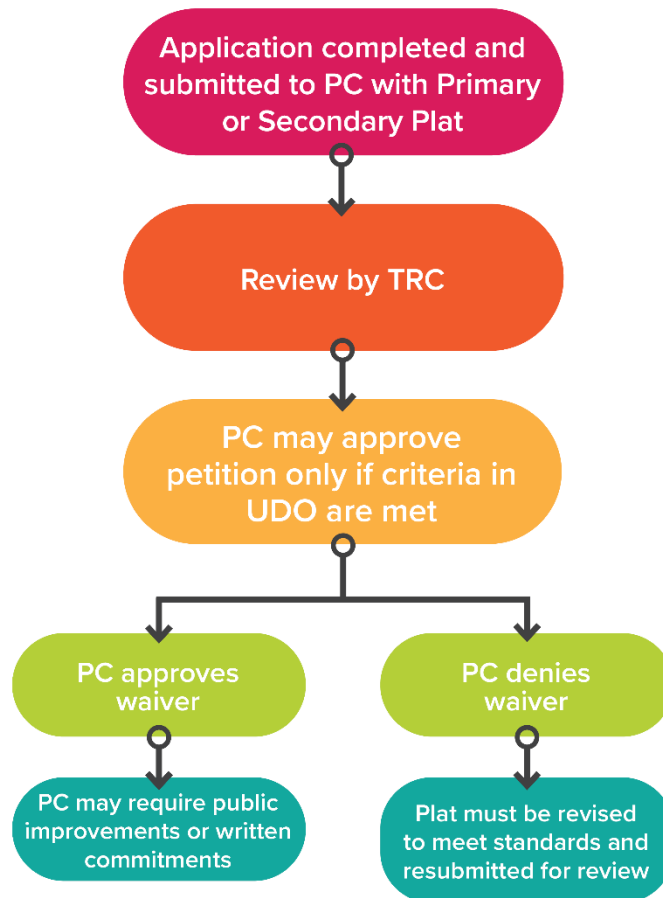 Application completed and
submitted to PC with Primary
or Secondary Plat
Review by TRC
PC may approve
petition only if criteria in
UDO are met
PC approves
waiver
PC denies
waiver
PC may require public
improvements or written
commitments
Plat must be revised
to meet standards and
resubmitted for review